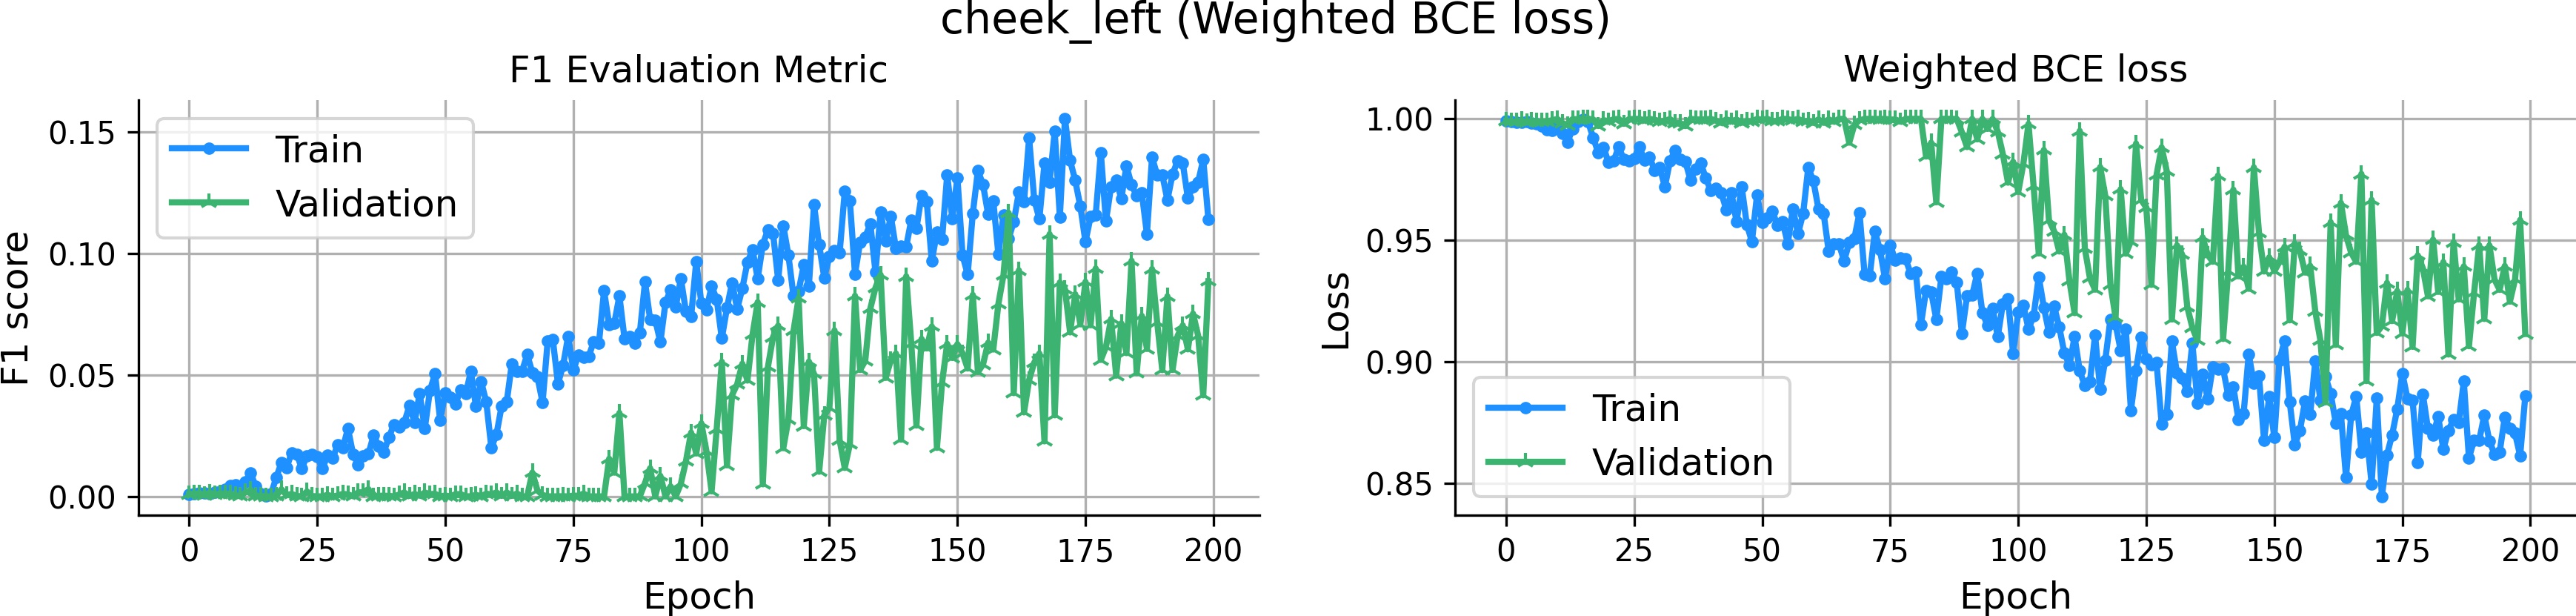 cheek_left (Weighted BCE loss)
F1 Evaluation Metric
0.15
0.10
0.05
0.00
F1 score
Train
Validation
0 25 50 75 100 125 150 175 200
Epoch
Weighted BCE loss
1.00
0.95
0.90
0.85
Loss
Train
Validation
0 25 50 75 100 125 150 175 200
Epoch